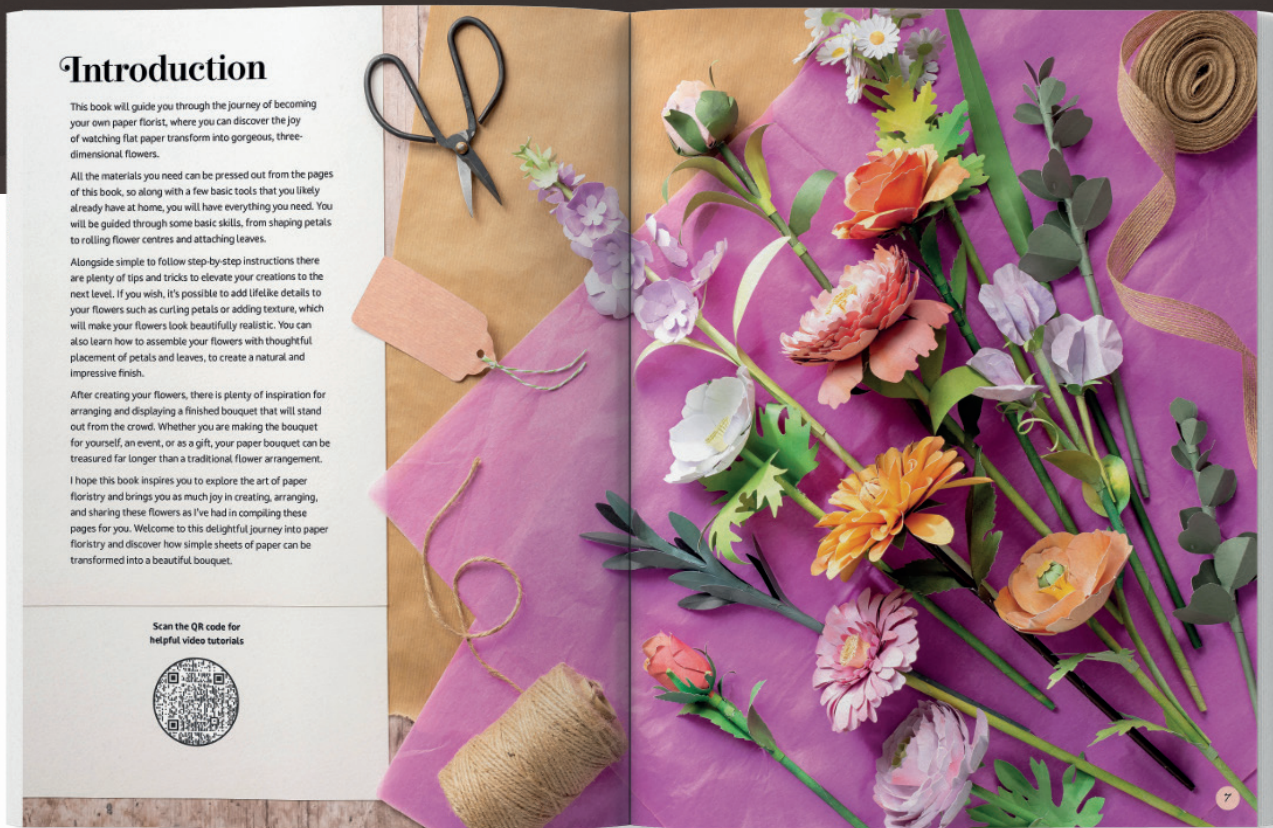 Introduction
This book will guide you through the journey of becoming
your own paper florist, where you can discover the joy
of watching flat paper transform into gorgeous, three-
dimensional flowers.
All the materials you need can be pressed out from the pages
of this book, so along with a few basic tools that you likely
already have at home, you will have everything you need. You
will be guided through some basic skills, from shaping petals
to rolling flower centres and attaching leaves.
Alongside simple to follow step-by-step instructions there
are plenty of tips and tricks to elevate your creations to the
next level. If you wish, it's possible to add lifelike details to
your flowers such as curling petals or adding texture, which
will make your flowers look beautifully realistic. You can
also learn how to assemble your flowers with thoughtful
placement of petals and leaves, to create a natural and
impressive finish.
After creating your flowers, there is plenty of inspiration for
arranging and displaying a finished bouquet that will stand
out from the crowd. Whether you are making the bouquet
for yourself, an event, or as a gift, your paper bouquet can be
treasured far longer than a traditional flower arrangement.
I hope this book inspires you to explore the art of paper
floristry and brings you as much joy in creating, arranging,
and sharing these flowers as I've had in compiling these
pages for you. Welcome to this delightful journey into paper
floristry and discover how simple sheets of paper can be
transformed into a beautiful bouquet.
Scan the QR code for
helpful video tutorials
7